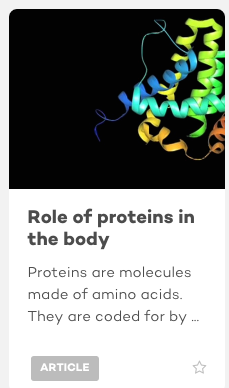 Role of proteins in
the body
Proteins are molecules
made of amino acids.
They are coded for by ...
ARTICLE